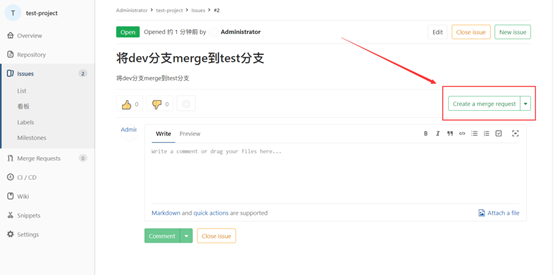 T test-project
Overview
Repository
Issues 2
List
看板
Labels
Milestones
Merge Requests 0
CI / CD
Wiki
Snippets
Settings
Administrator > test-project > Issues > #2
Open Opened 约 1 分钟前 by Administrator
Edit Close issue New issue
将dev分支merge到test分支
将dev分支merge到test分支
0 0
Create a merge request
Admir
Write Preview
Write a comment or drag your files here...
Markdown and quick actions are supported
Attach a file
Comment Close issue